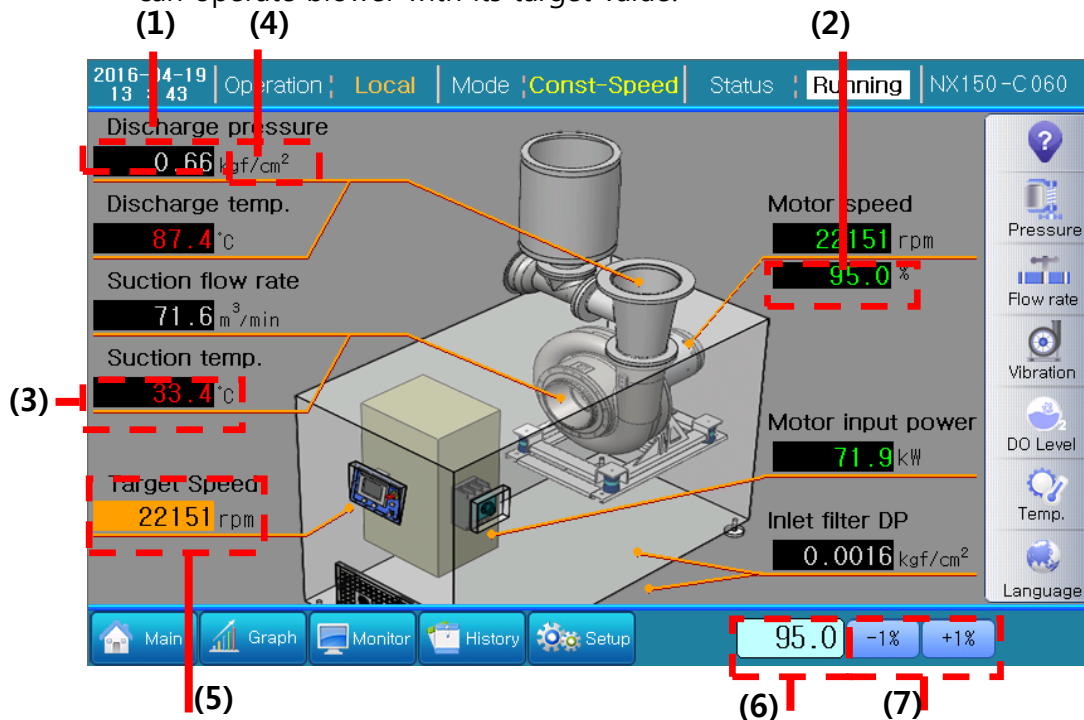 can operate blower with its target value.
(1) (4) (2)
2016-04-19 Operation ¦ Local Mode ¦ Const-Speed Status ¦ Running NX150-C060
13 : 43
Discharge pressure
0.66 kgf/cm²
Discharge temp.
87.4 °C
Suction flow rate
71.6 m³/min
Suction temp.
(3) 33.4 °C
Target Speed
22151 rpm
Motor speed
22151 rpm
95.0 %
Motor input power
71.9 kW
Inlet filter DP
0.0016 kgf/cm²
?
Pressure
Flow rate
Vibration
O₂
DO Level
Temp.
Language
Main Graph Monitor History Setup 95.0 -1% +1%
(5) (6) (7)